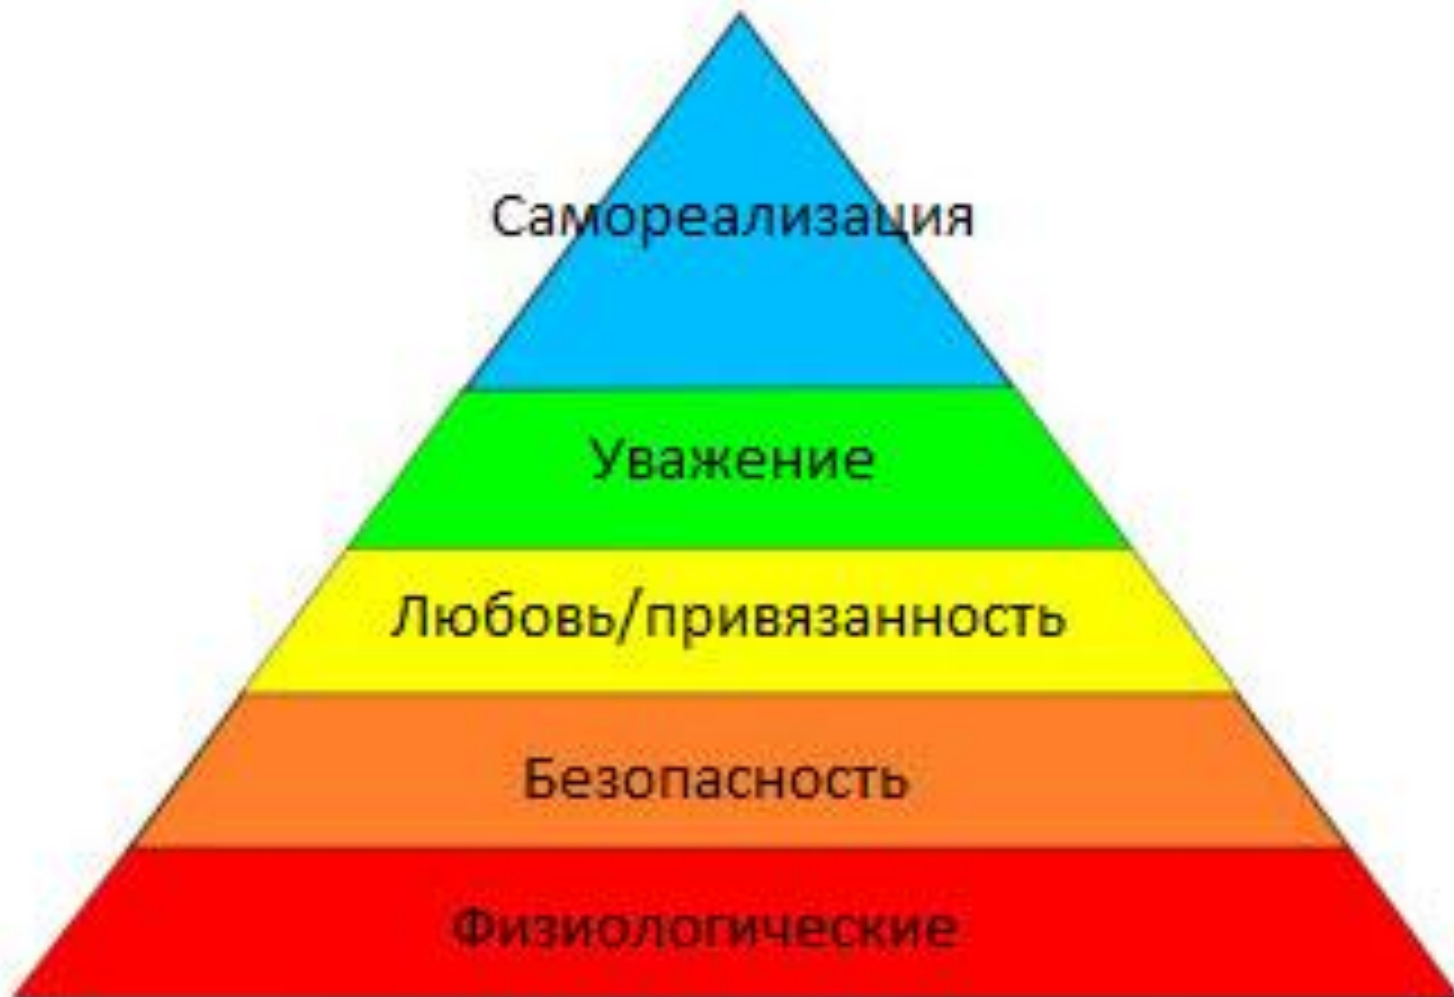 Самореализация
Уважение
Любовь/привязанность
Безопасность
Физиологические